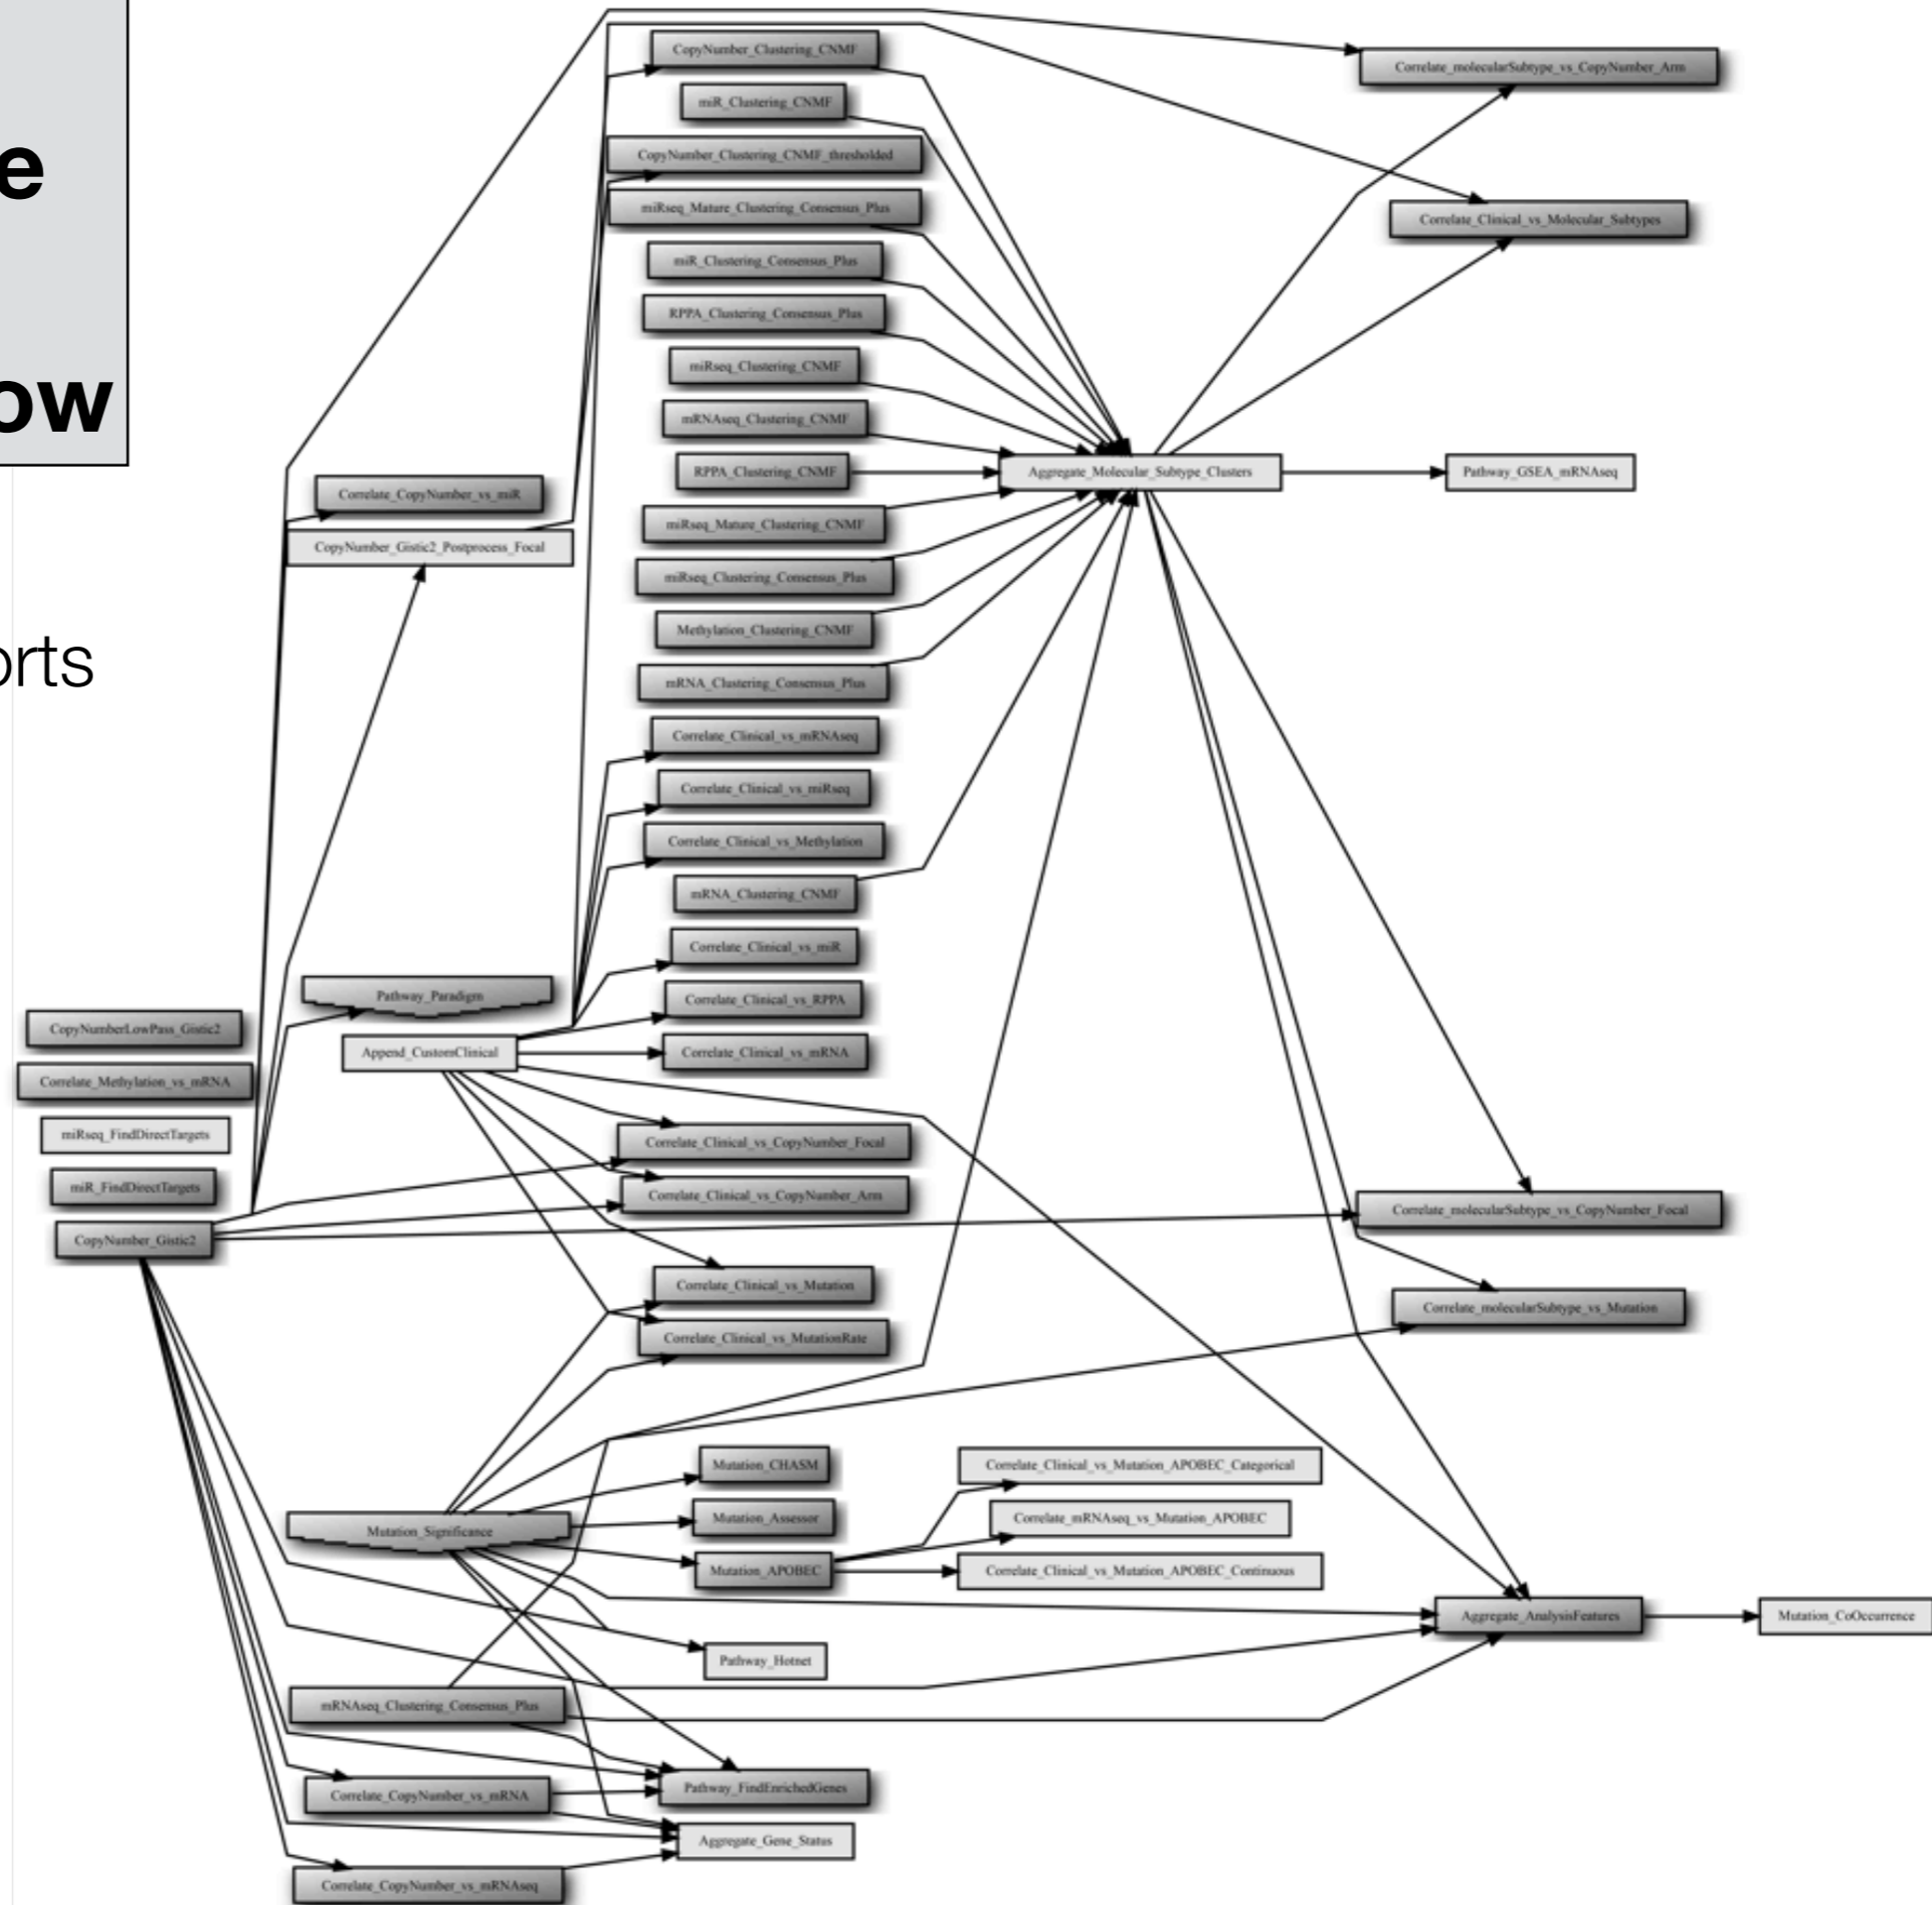 e
ow
orts
CopyNumber_Clustering_CNMF
miR_Clustering_CNMF
CopyNumber_Clustering_CNMF_thresholded
miRseq_Mature_Clustering_Consensus_Plus
miR_Clustering_Consensus_Plus
RPPA_Clustering_Consensus_Plus
miRseq_Clustering_CNMF
mRNAseq_Clustering_CNMF
RPPA_Clustering_CNMF
miRseq_Mature_Clustering_CNMF
miRseq_Clustering_Consensus_Plus
Methylation_Clustering_CNMF
mRNA_Clustering_Consensus_Plus
Correlate_Clinical_vs_mRNAseq
Correlate_Clinical_vs_miRseq
Correlate_Clinical_vs_Methylation
mRNA_Clustering_CNMF
Correlate_Clinical_vs_miR
Correlate_Clinical_vs_RPPA
Correlate_Clinical_vs_mRNA
Correlate_Clinical_vs_CopyNumber_Focal
Correlate_Clinical_vs_CopyNumber_Arm
Correlate_Clinical_vs_Mutation
Correlate_Clinical_vs_MutationRate
Mutation_CHASM
Mutation_Assessor
Mutation_APOBEC
Pathway_Hotnet
Pathway_FindEnrichedGenes
Aggregate_Gene_Status
Correlate_CopyNumber_vs_miR
CopyNumber_Gistic2_Postprocess_Focal
Pathway_Paradigm
Append_CustomClinical
Mutation_Significance
mRNAseq_Clustering_Consensus_Plus
Correlate_CopyNumber_vs_mRNA
Correlate_CopyNumber_vs_mRNAseq
CopyNumberLowPass_Gistic2
Correlate_Methylation_vs_mRNA
miRseq_FindDirectTargets
miR_FindDirectTargets
CopyNumber_Gistic2
Aggregate_Molecular_Subtype_Clusters
Correlate_Clinical_vs_Mutation_APOBEC_Categorical
Correlate_mRNAseq_vs_Mutation_APOBEC
Correlate_Clinical_vs_Mutation_APOBEC_Continuous
Correlate_molecularSubtype_vs_CopyNumber_Arm
Correlate_Clinical_vs_Molecular_Subtypes
Pathway_GSEA_mRNAseq
Correlate_molecularSubtype_vs_CopyNumber_Focal
Correlate_molecularSubtype_vs_Mutation
Aggregate_AnalysisFeatures
Mutation_CoOccurrence